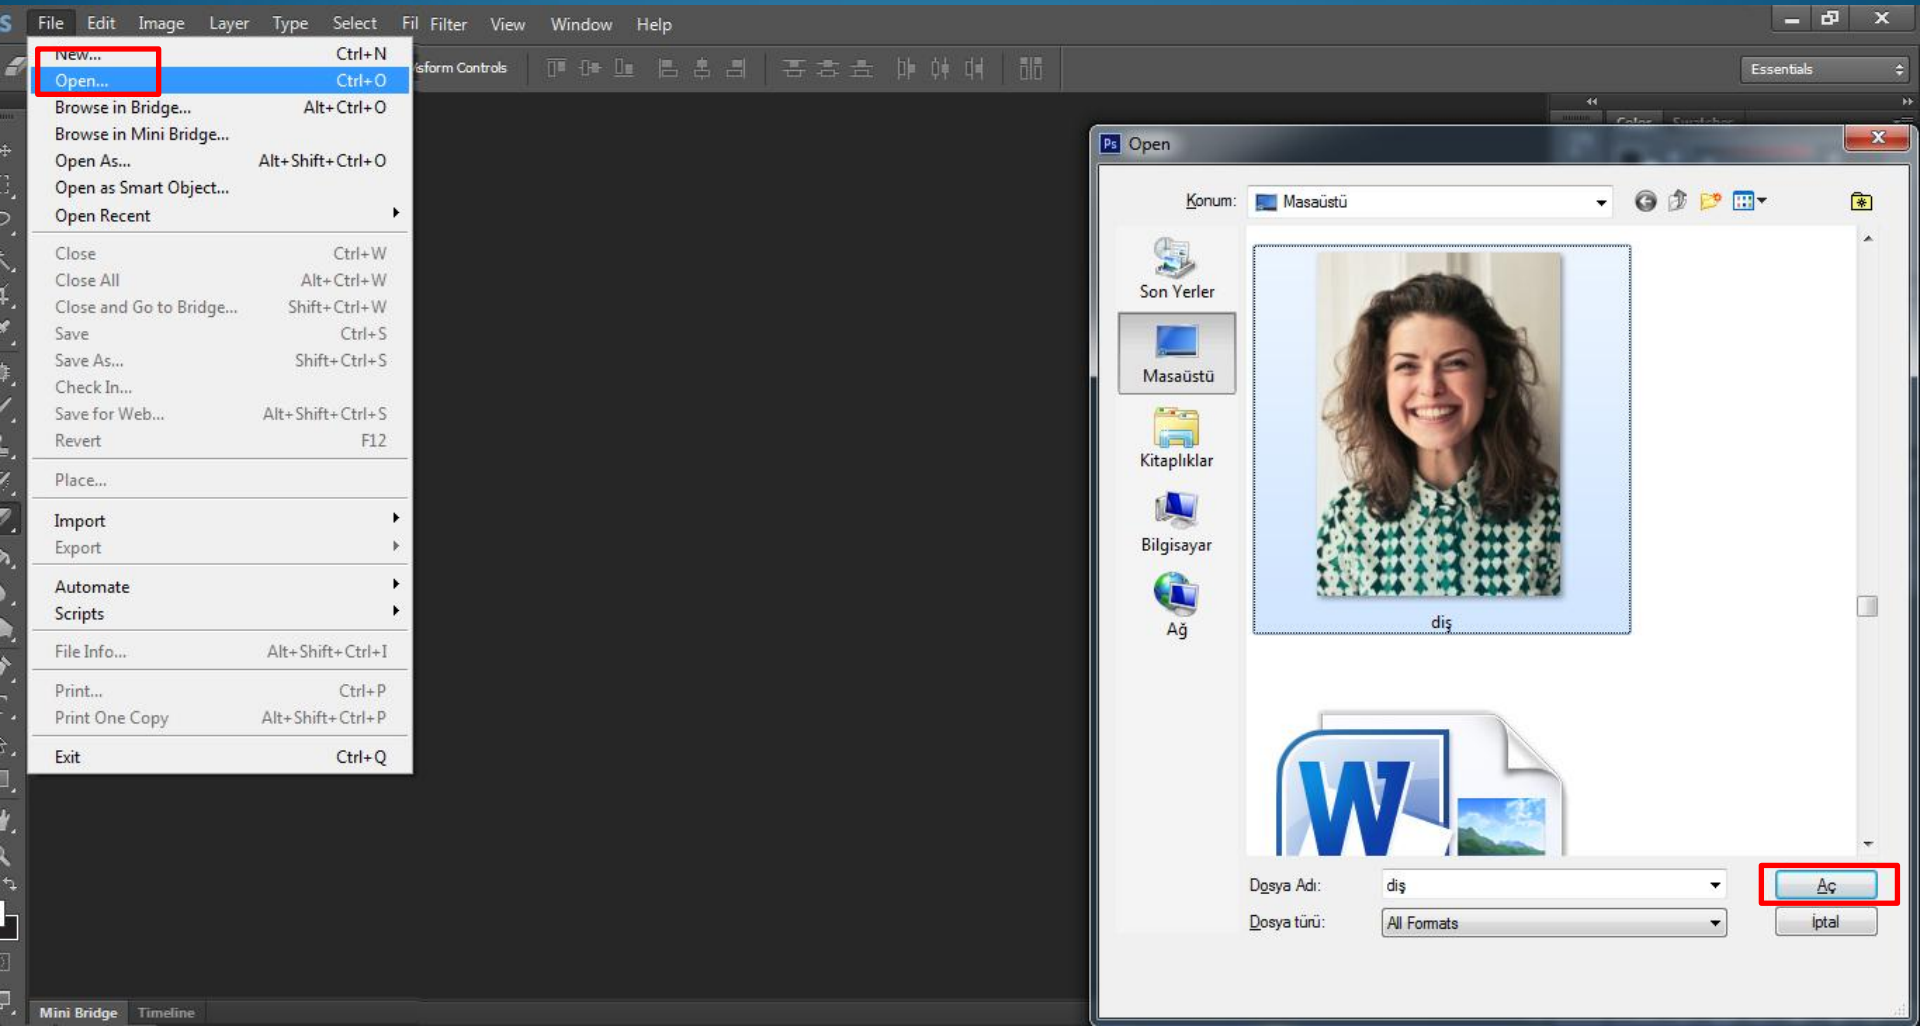 File Edit Image Layer Type Select Fil Filter View Window Help
New... Ctrl+N
Open... Ctrl+O
Browse in Bridge... Alt+Ctrl+O
Browse in Mini Bridge...
Open As... Alt+Shift+Ctrl+O
Open as Smart Object...
Open Recent
Close Ctrl+W
Close All Alt+Ctrl+W
Close and Go to Bridge... Shift+Ctrl+W
Save Ctrl+S
Save As... Shift+Ctrl+S
Check In...
Save for Web... Alt+Shift+Ctrl+S
Revert F12
Place...
Import
Export
Automate
Scripts
File Info... Alt+Shift+Ctrl+I
Print... Ctrl+P
Print One Copy Alt+Shift+Ctrl+P
Exit Ctrl+Q
sform Controls
Essentials
Color Swatches
Ps Open
Konum: Masaüstü
Son Yerler
Masaüstü
Kitaplıklar
Bilgisayar
Ağ
diş
W
Dosya Adı: diş Aç
Dosya türü: All Formats İptal
Mini Bridge Timeline